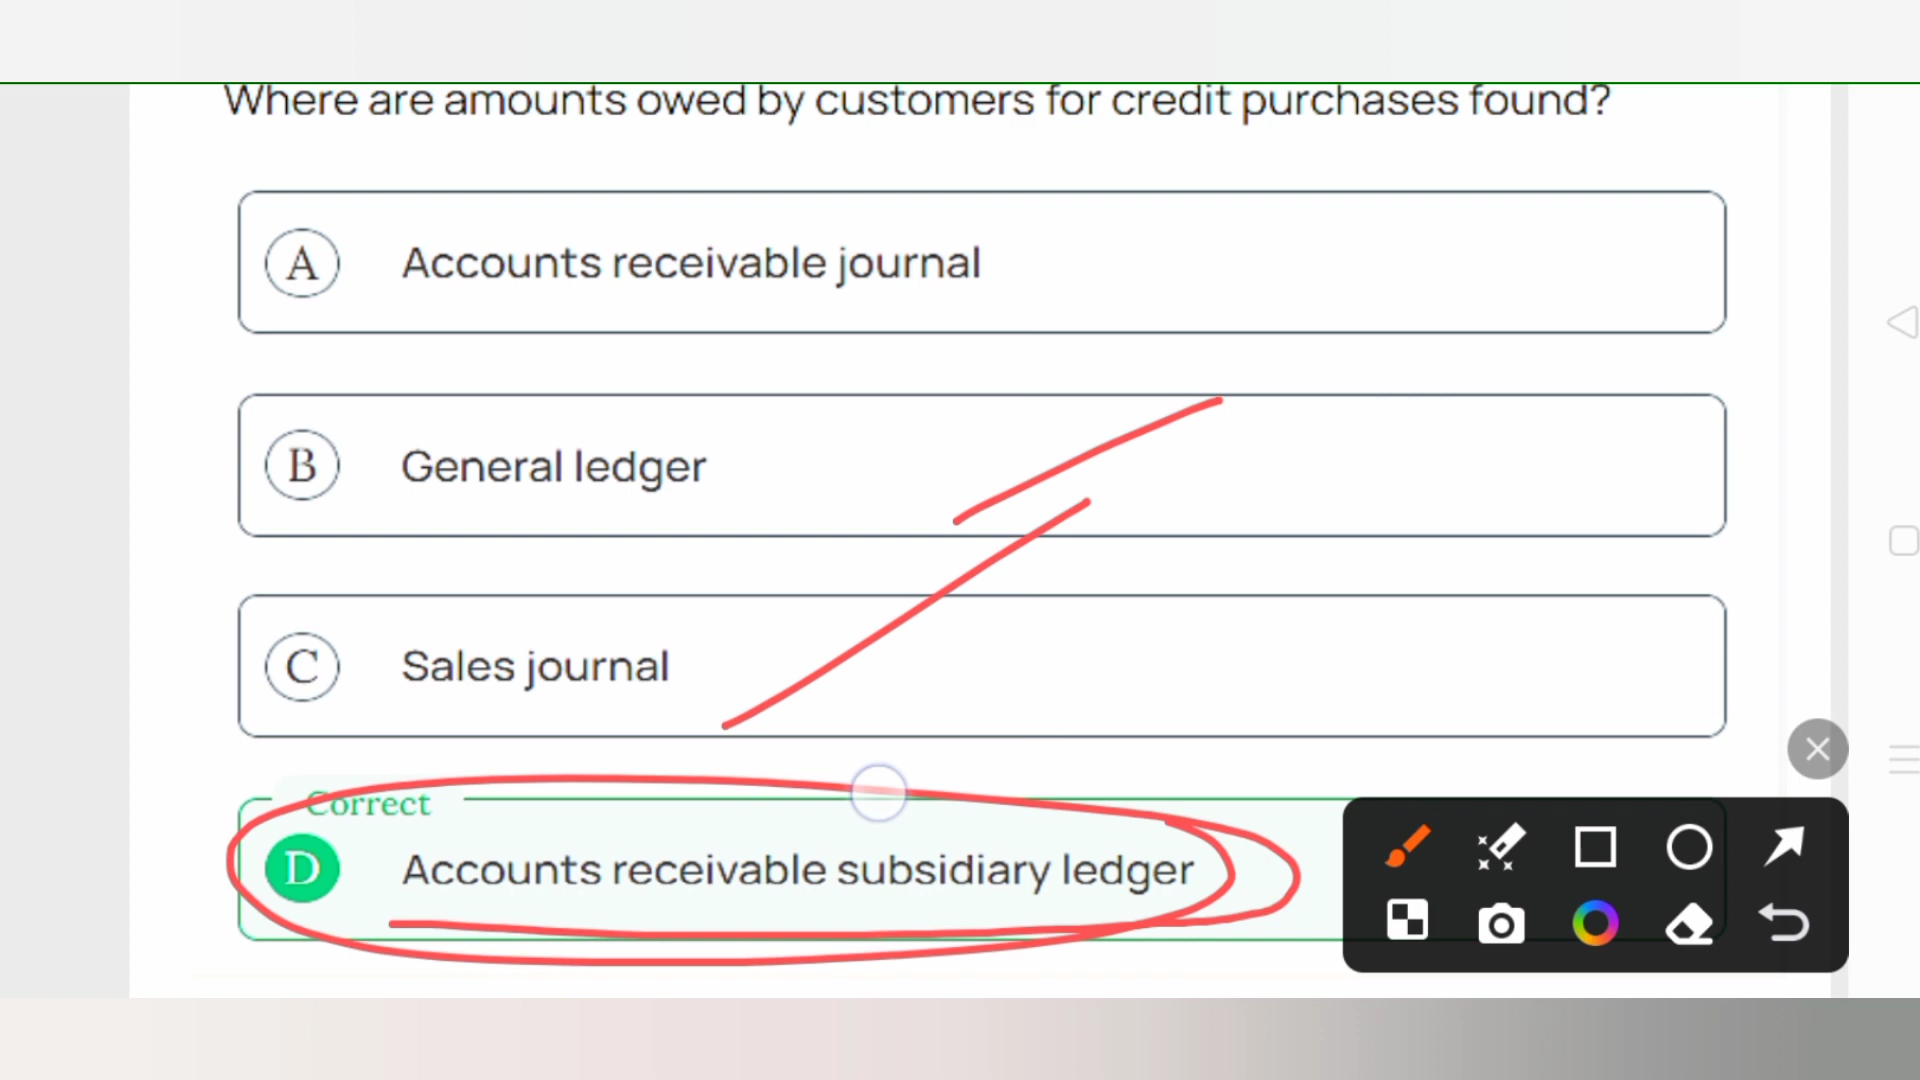 Where are amounts owed by customers for credit purchases found?
A Accounts receivable journal
B General ledger
C Sales journal
Correct
D Accounts receivable subsidiary ledger